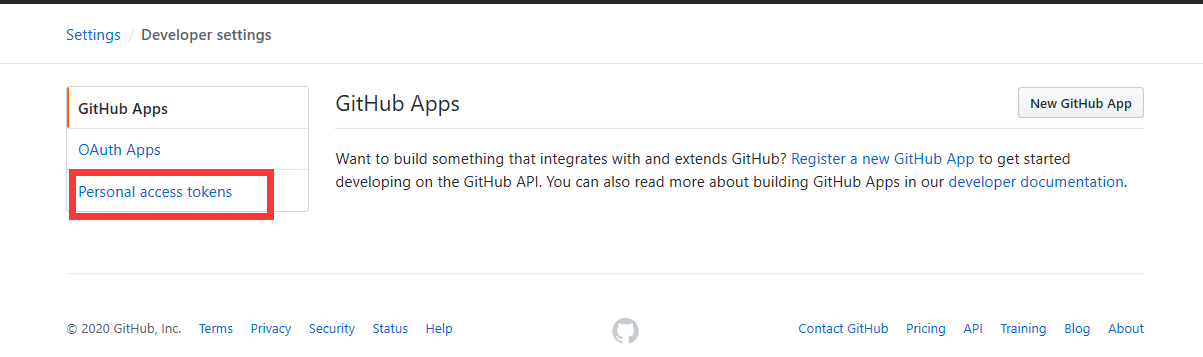 Settings / Developer settings
GitHub Apps
OAuth Apps
Personal access tokens
GitHub Apps
New GitHub App
Want to build something that integrates with and extends GitHub? Register a new GitHub App to get started
developing on the GitHub API. You can also read more about building GitHub Apps in our developer documentation.
© 2020 GitHub, Inc. Terms Privacy Security Status Help Contact GitHub Pricing API Training Blog About